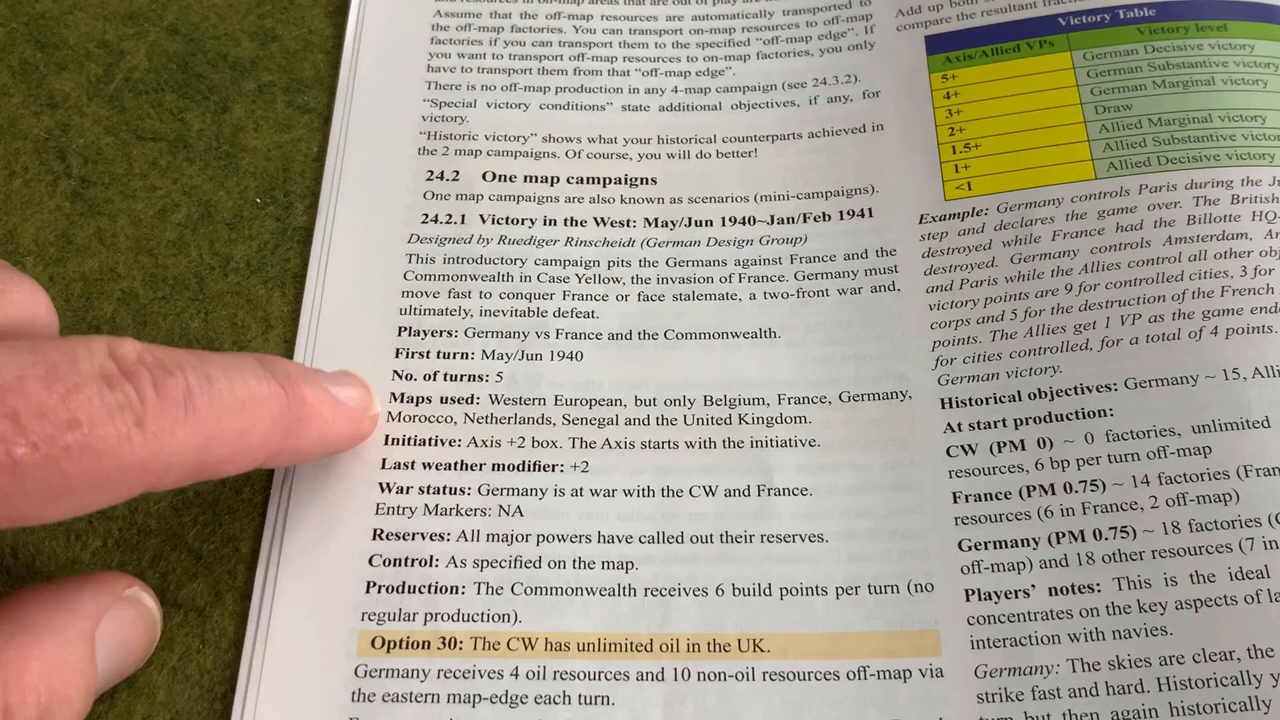 Assume that the off-map resources are automatically transported to
the off-map factories. You can transport on-map resources to off-map
factories if you can transport them to the specified “off-map edge”. If
you want to transport off-map resources to on-map factories, you only
have to transport them from that “off-map edge”.
There is no off-map production in any 4-map campaign (see 24.3.2).
“Special victory conditions” state additional objectives, if any, for
victory.
“Historic victory” shows what your historical counterparts achieved in
the 2 map campaigns. Of course, you will do better!
24.2 One map campaigns
One map campaigns are also known as scenarios (mini-campaigns).
24.2.1 Victory in the West: May/Jun 1940~Jan/Feb 1941
Designed by Ruediger Rinscheidt (German Design Group)
This introductory campaign pits the Germans against France and the
Commonwealth in Case Yellow, the invasion of France. Germany must
move fast to conquer France or face stalemate, a two-front war and,
ultimately, inevitable defeat.
Players: Germany vs France and the Commonwealth.
First turn: May/Jun 1940
No. of turns: 5
Maps used: Western European, but only Belgium, France, Germany,
Morocco, Netherlands, Senegal and the United Kingdom.
Initiative: Axis +2 box. The Axis starts with the initiative.
Last weather modifier: +2
War status: Germany is at war with the CW and France.
Entry Markers: NA
Reserves: All major powers have called out their reserves.
Control: As specified on the map.
Production: The Commonwealth receives 6 build points per turn (no
regular production).
Option 30: The CW has unlimited oil in the UK.
Germany receives 4 oil resources and 10 non-oil resources off-map via
the eastern map-edge each turn.
Add up both
compare the resultant
Victory Table
Axis/Allied VPs Victory level
5+ German Decisive victory
4+ German Substantive victory
3+ German Marginal victory
2+ Draw
1.5+ Allied Marginal victory
1+ Allied Substantive
<1 Allied Decisive victory
Example: Germany controls Paris during the
step and declares the game over. The British
destroyed while France had the Billotte HQ
destroyed. Germany controls Amsterdam,
and Paris while the Allies control all other
victory points are 9 for controlled cities, 3 for
corps and 5 for the destruction of the French
points. The Allies get 1 VP as the game
for cities controlled, for a total of 4 points.
German victory.
Historical objectives: Germany ~ 15,
At start production:
CW (PM 0) ~ 0 factories, unlimited
resources, 6 bp per turn off-map
France (PM 0.75) ~ 14 factories
resources (6 in France, 2 off-map)
Germany (PM 0.75) ~ 18 factories
off-map) and 18 other resources (7 in
Players’ notes: This is the ideal
concentrates on the key aspects of
interaction with navies.
Germany: The skies are clear, the
strike fast and hard. Historically
turn but then again historically